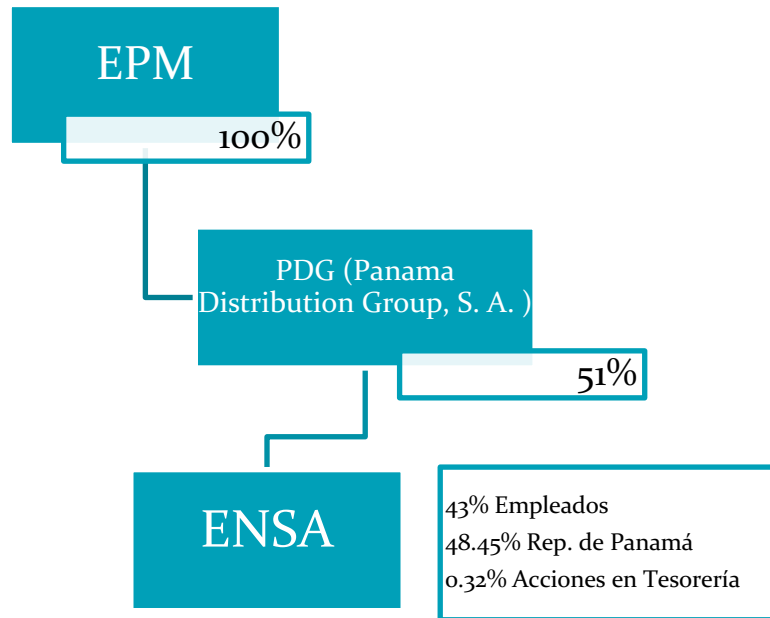 EPM
100%
PDG (Panama
Distribution Group, S. A. )
51%
ENSA
43% Empleados
48.45% Rep. de Panamá
0.32% Acciones en Tesorería